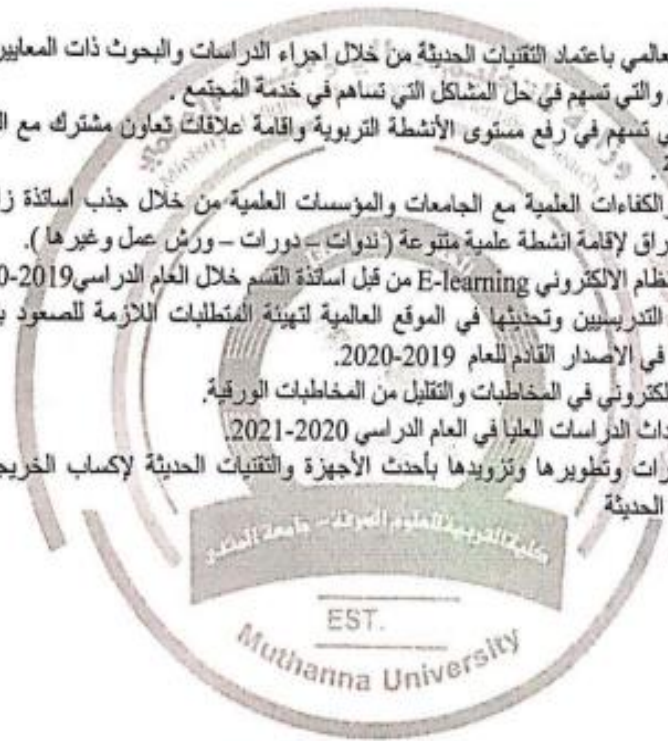 عالمي باعتماد التقنيات الحديثة من خلال اجراء الدراسات والبحوث ذات المعايير
والتي تسهم في حل المشاكل التي تساهم في خدمة المجتمع .
ي تسهم في رفع مستوى الأنشطة التربوية واقامة علاقات تعاون مشترك مع ال
الكفاءات العلمية مع الجامعات والمؤسسات العلمية من خلال جذب اساتذة زا
راق لإقامة انشطة علمية متنوعة ( ندوات – دورات – ورش عمل وغيرها ).
نظام الالكتروني E-learning من قبل اساتذة القسم خلال العام الدراسي 2019-0
التدريسيين وتحديثها في الموقع العالمية لتهيئة المتطلبات اللازمة للصعود ب
في الاصدار القادم للعام 2019-2020.
لكتروني في المخاطبات والتقليل من المخاطبات الورقية.
داث الدراسات العليا في العام الدراسي 2020-2021.
رات وتطويرها وتزويدها بأحدث الأجهزة والتقنيات الحديثة لإكساب الخريج
الحديثة
كلية التربية للعلوم الصرفة – جامعة المثنى
EST.
Muthanna University